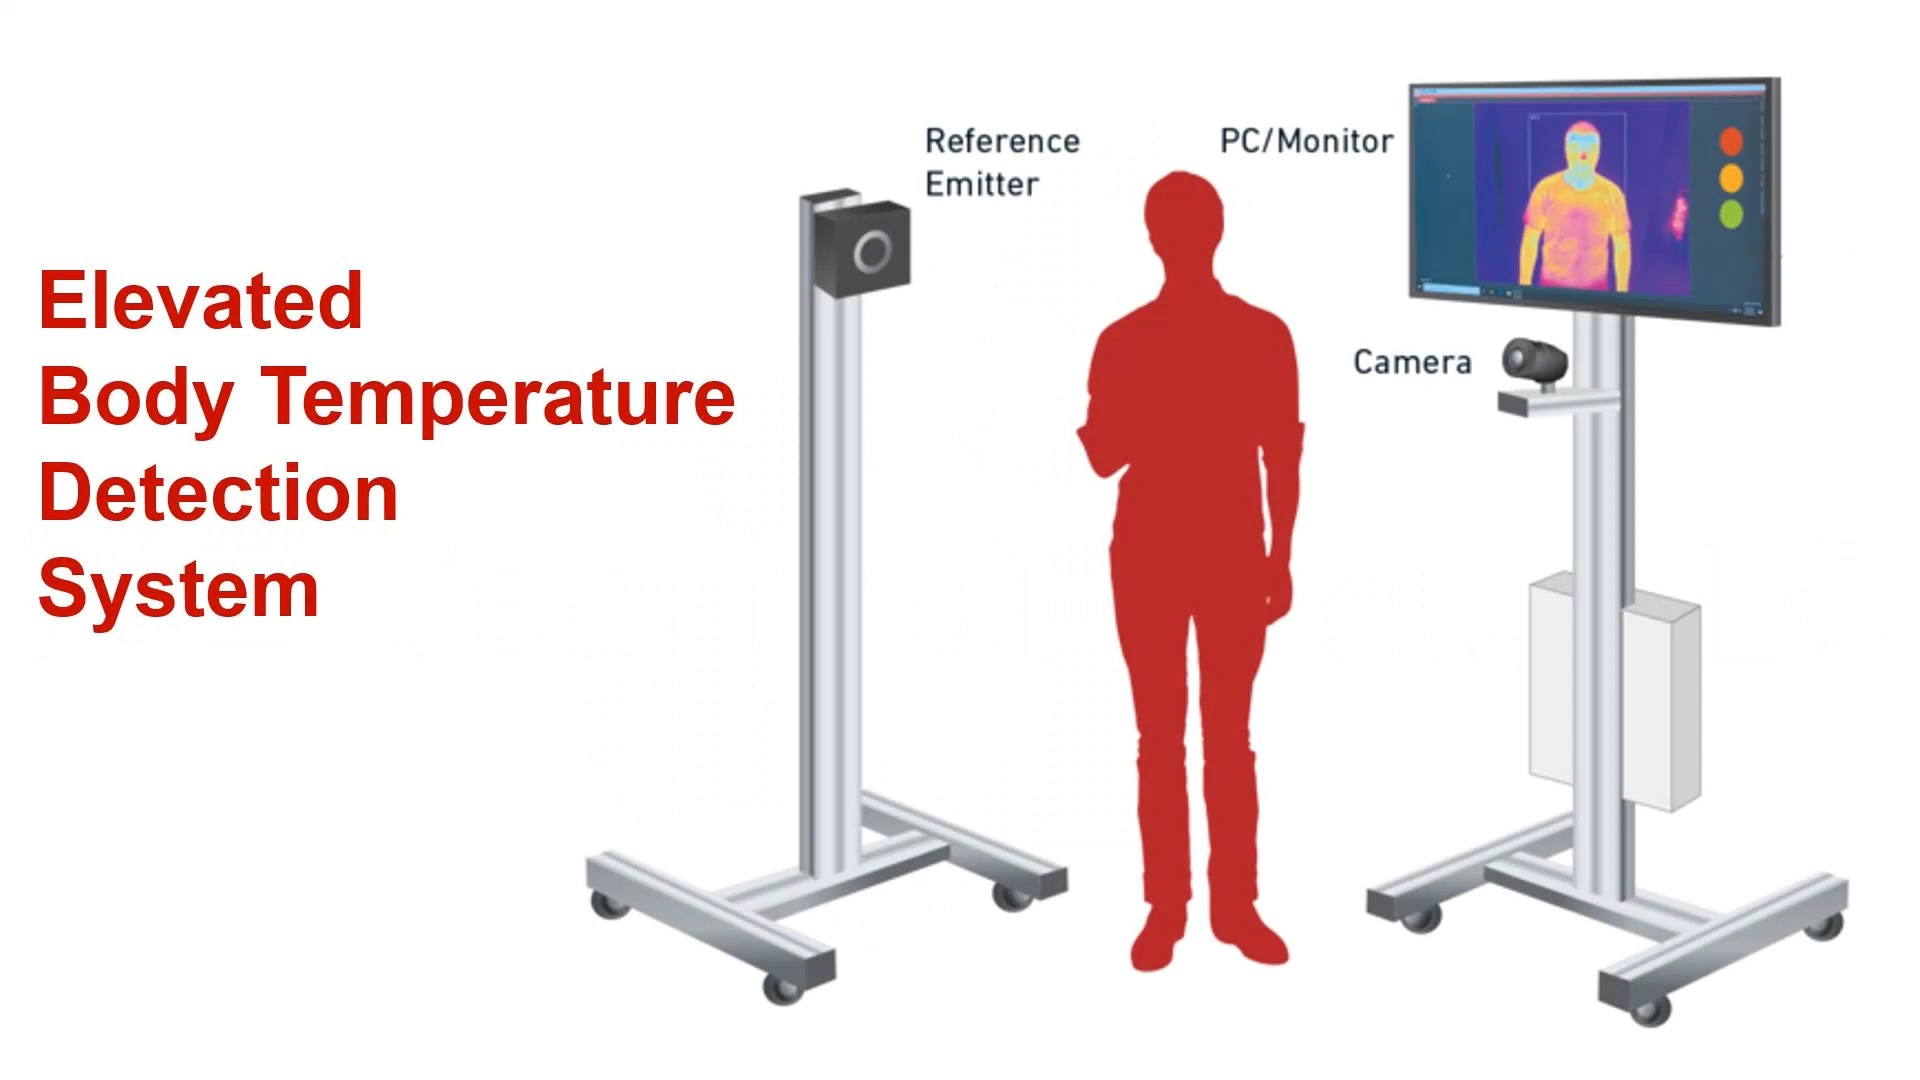 Elevated
Body Temperature
Detection
System
Reference
Emitter
PC/Monitor
Camera